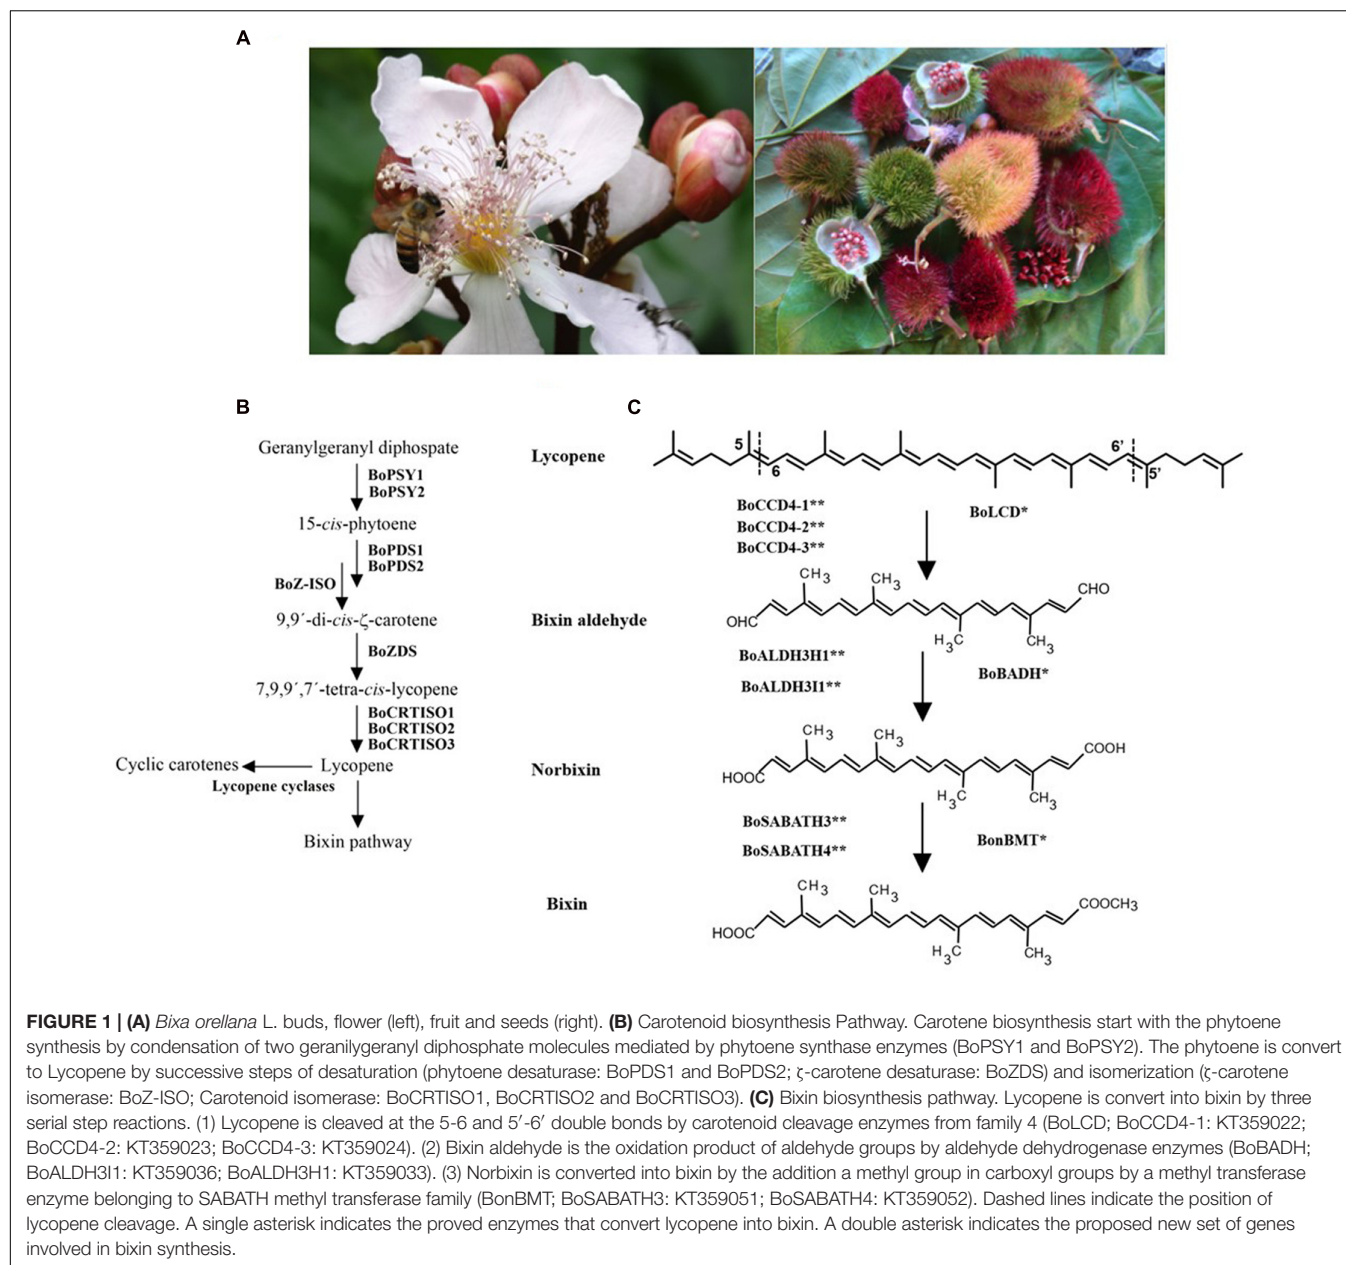 A
B
Geranylgeranyl diphospate
BoPSY1
BoPSY2
15-cis-phytoene
BoPDS1
BoPDS2
BoZ-ISO
9,9´-di-cis-ζ-carotene
BoZDS
7,9,9´,7´-tetra-cis-lycopene
BoCRTISO1
BoCRTISO2
BoCRTISO3
Cyclic carotenes
Lycopene
Lycopene cyclases
Bixin pathway
C
Lycopene
5
6
6'
5'
BoCCD4-1**
BoCCD4-2**
BoCCD4-3**
BoLCD*
Bixin aldehyde
CH3
CH3
CHO
OHC
H3C
CH3
BoALDH3H1**
BoALDH3I1**
BoBADH*
Norbixin
CH3
CH3
COOH
HOOC
H3C
CH3
BoSABATH3**
BoSABATH4**
BonBMT*
Bixin
CH3
CH3
COOCH3
HOOC
H3C
CH3
FIGURE 1 | (A) Bixa orellana L. buds, flower (left), fruit and seeds (right). (B) Carotenoid biosynthesis Pathway. Carotene biosynthesis start with the phytoene
synthesis by condensation of two geranilygeranyl diphosphate molecules mediated by phytoene synthase enzymes (BoPSY1 and BoPSY2). The phytoene is convert
to Lycopene by successive steps of desaturation (phytoene desaturase: BoPDS1 and BoPDS2; ζ-carotene desaturase: BoZDS) and isomerization (ζ-carotene
isomerase: BoZ-ISO; Carotenoid isomerase: BoCRTISO1, BoCRTISO2 and BoCRTISO3). (C) Bixin biosynthesis pathway. Lycopene is convert into bixin by three
serial step reactions. (1) Lycopene is cleaved at the 5-6 and 5′-6′ double bonds by carotenoid cleavage enzymes from family 4 (BoLCD; BoCCD4-1: KT359022;
BoCCD4-2: KT359023; BoCCD4-3: KT359024). (2) Bixin aldehyde is the oxidation product of aldehyde groups by aldehyde dehydrogenase enzymes (BoBADH;
BoALDH3I1: KT359036; BoALDH3H1: KT359033). (3) Norbixin is converted into bixin by the addition a methyl group in carboxyl groups by a methyl transferase
enzyme belonging to SABATH methyl transferase family (BonBMT; BoSABATH3: KT359051; BoSABATH4: KT359052). Dashed lines indicate the position of
lycopene cleavage. A single asterisk indicates the proved enzymes that convert lycopene into bixin. A double asterisk indicates the proposed new set of genes
involved in bixin synthesis.